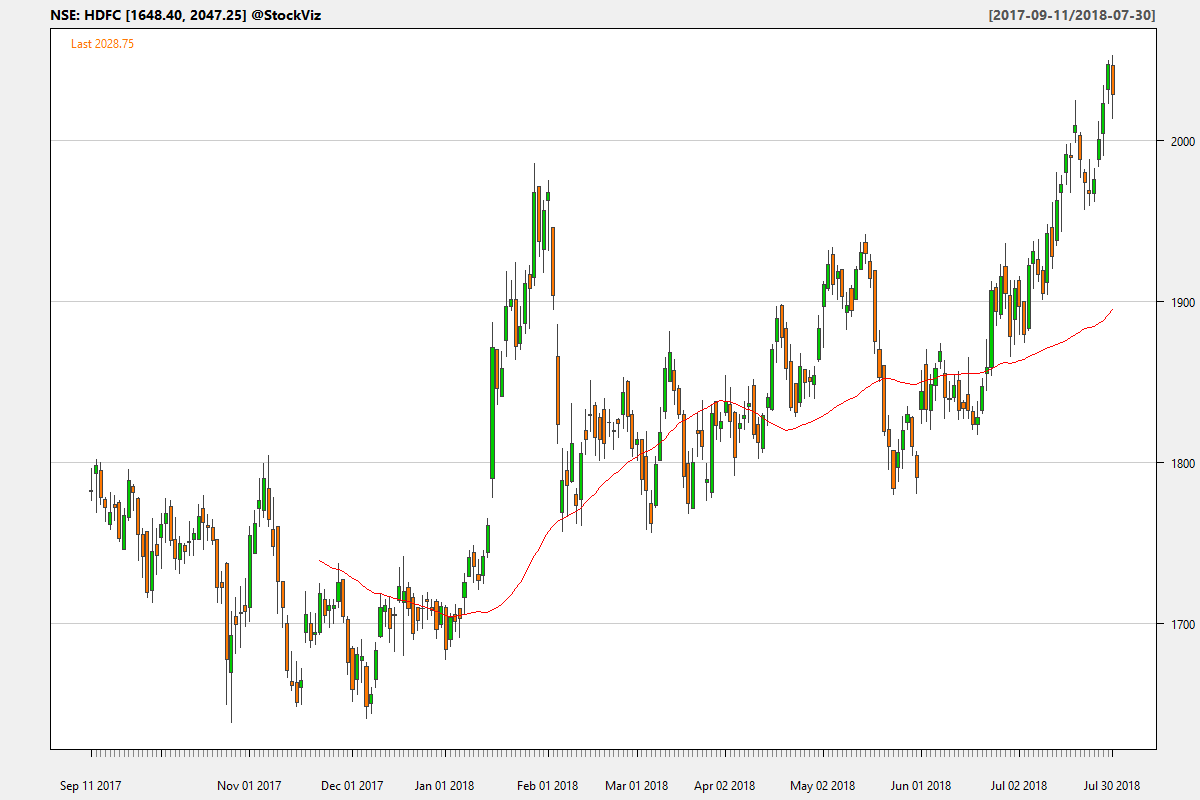 NSE: HDFC [1648.40, 2047.25] @StockViz
[2017-09-11/2018-07-30]
Last 2028.75
2000
1900
1800
1700
Sep 11 2017
Nov 01 2017
Dec 01 2017
Jan 01 2018
Feb 01 2018
Mar 01 2018
Apr 02 2018
May 02 2018
Jun 01 2018
Jul 02 2018
Jul 30 2018